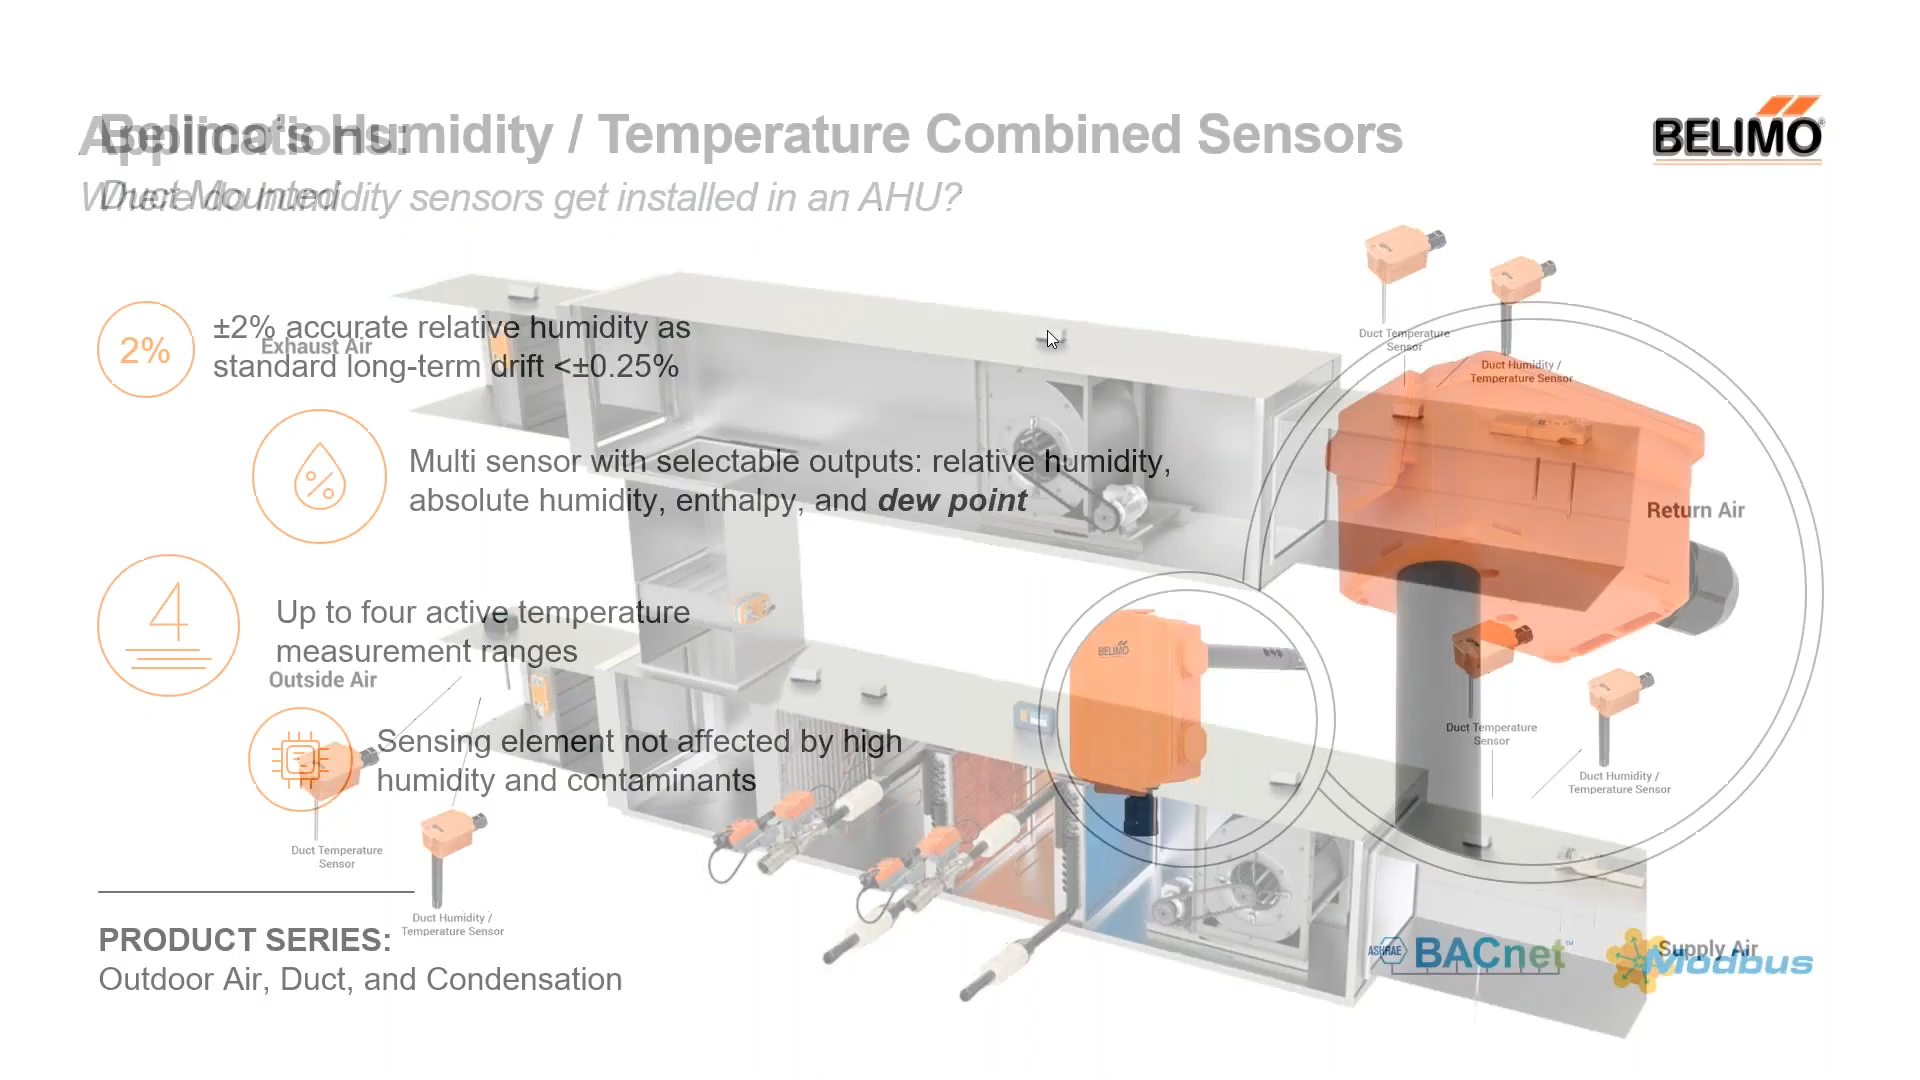 Applications:
Belimo's Humidity / Temperature Combined Sensors
BELIMO
Duct Mounted
Where do humidity sensors get installed in an AHU?
±2% accurate relative humidity as
standard long-term drift <±0.25%
2%
Exhaust Air
Duct Temperature
Sensor
Duct Humidity /
Temperature Sensor
Multi sensor with selectable outputs: relative humidity,
absolute humidity, enthalpy, and dew point
Return Air
4
Up to four active temperature
measurement ranges
Outside Air
BELIMO
Duct Temperature
Sensor
Duct Humidity /
Temperature Sensor
Sensing element not affected by high
humidity and contaminants
Duct Temperature
Sensor
Duct Humidity /
Temperature Sensor
PRODUCT SERIES:
Outdoor Air, Duct, and Condensation
ASHRAE BACnet™
Supply Air
Modbus